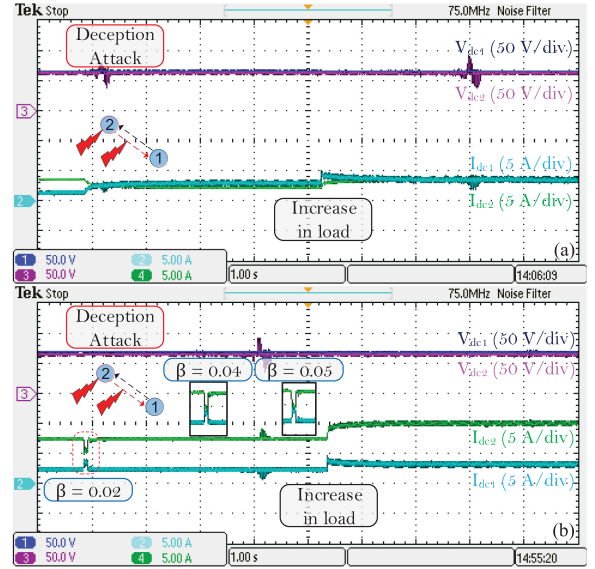 Tek Stop 75.0MHz Noise Filter
Deception
Attack
Vdc1 (50 V/div.)
Vdc2 (50 V/div.)
3
2
1
Idc1 (5 A/div.)
2
Idc2 (5 A/div.)
Increase
in load
(a)
1 50.0 V 2 5.00 A
3 50.0 V 4 5.00 A 1.00 s 14:06:09
Tek Stop 75.0MHz Noise Filter
Deception
Attack
Vdc1 (50 V/div.)
β = 0.04 β = 0.05
Vdc2 (50 V/div.)
2
3
1
Idc2 (5 A/div.)
Idc1 (5 A/div.)
2
β = 0.02
Increase
in load
(b)
1 50.0 V 2 5.00 A
3 50.0 V 4 5.00 A 1.00 s 14:55:20